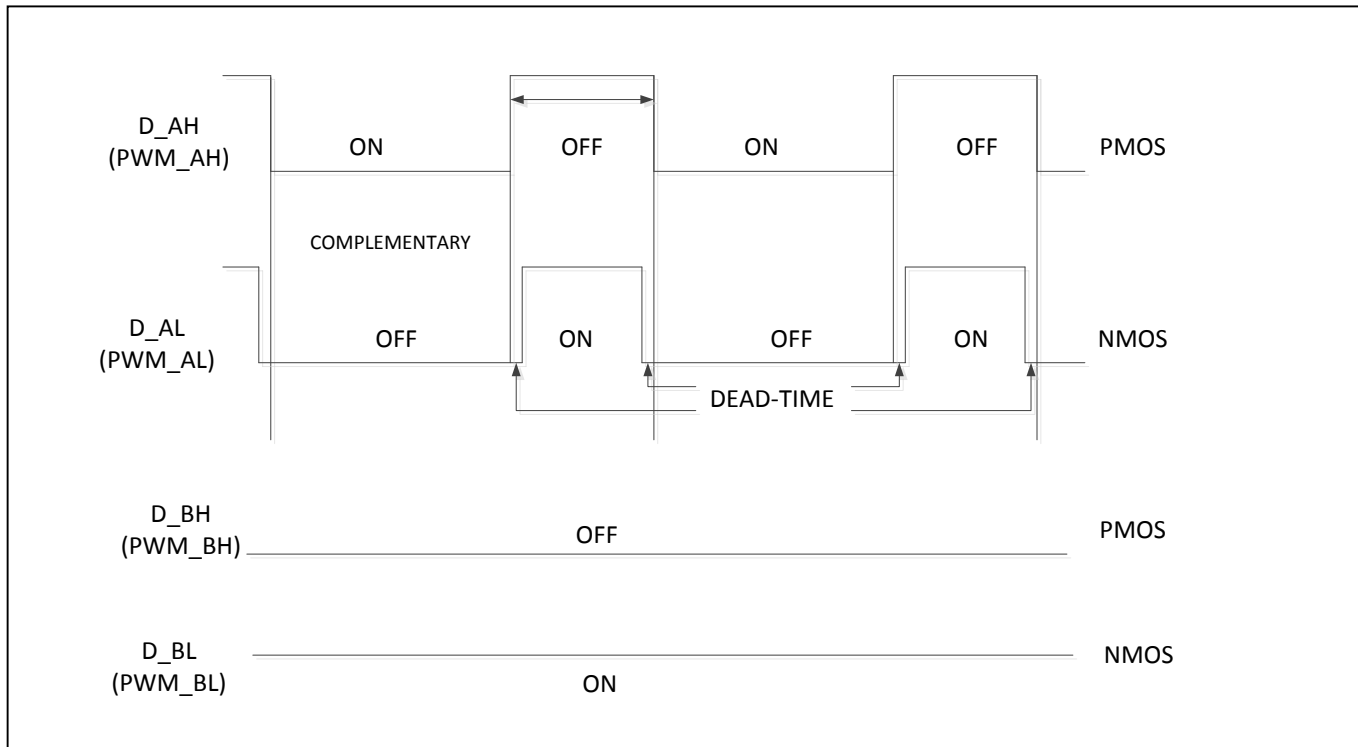 D_AH
(PWM_AH)
ON
OFF
ON
OFF
PMOS
COMPLEMENTARY
D_AL
(PWM_AL)
OFF
ON
OFF
ON
NMOS
DEAD-TIME
D_BH
(PWM_BH)
OFF
PMOS
D_BL
(PWM_BL)
ON
NMOS